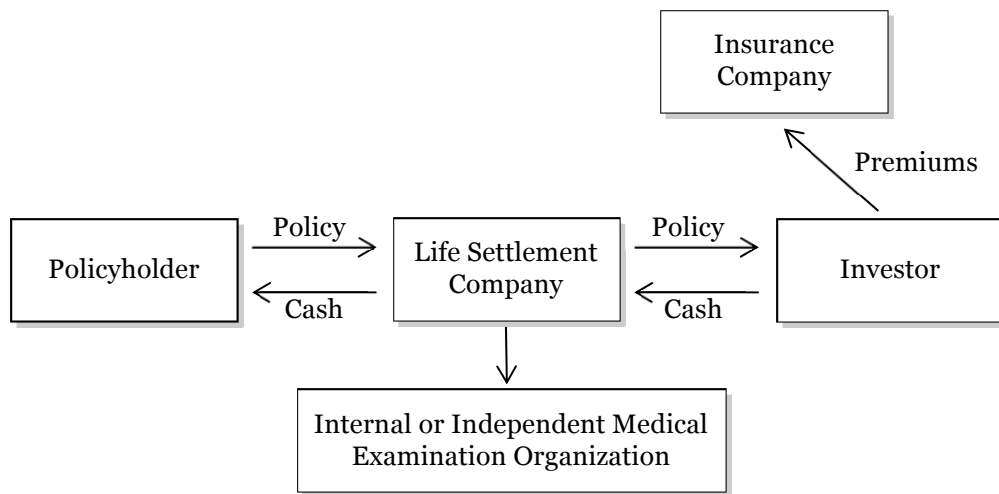 Insurance
Company
Premiums
Policy
Policy
Policyholder
Life Settlement
Company
Investor
Cash
Cash
Internal or Independent Medical
Examination Organization